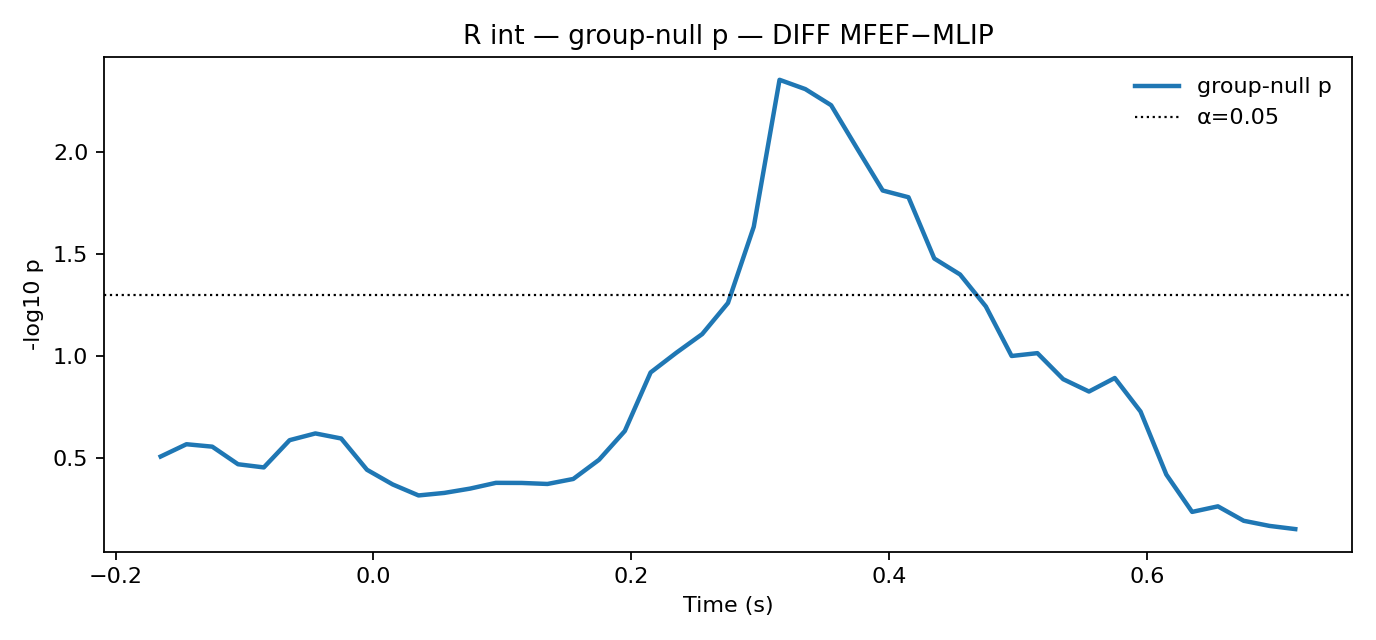 R int — group-null p — DIFF MFEF−MLIP
group-null p
α=0.05
-log10 p
2.0
1.5
1.0
0.5
−0.2
0.0
0.2
0.4
0.6
Time (s)